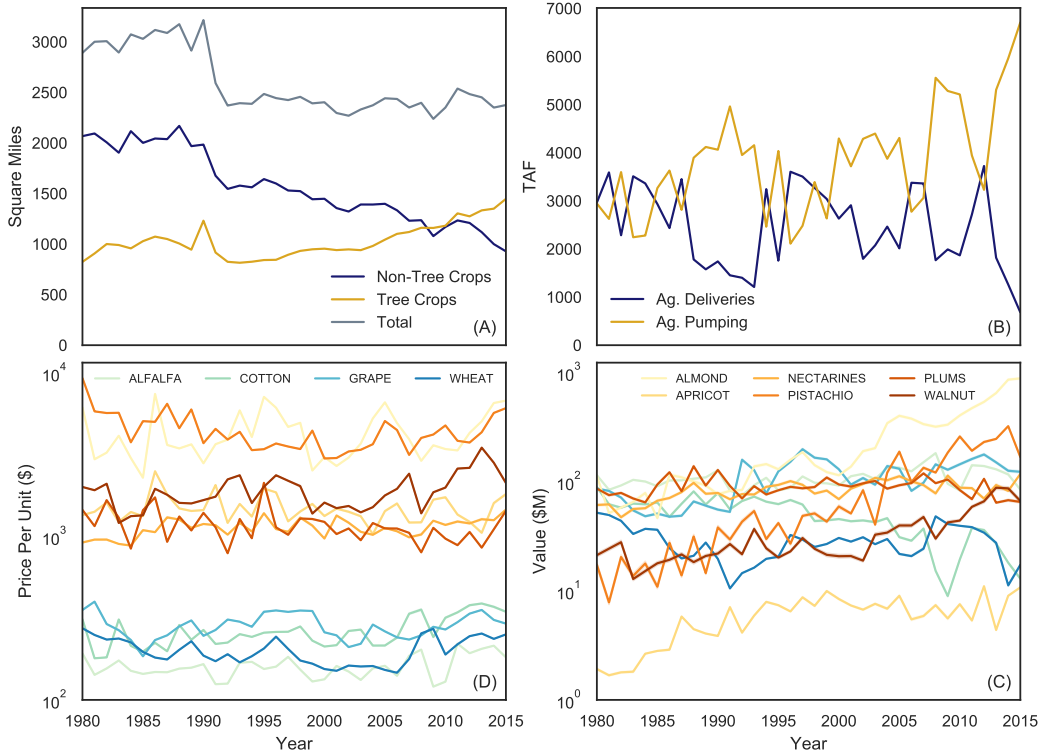 Square Miles
3000
2500
2000
1500
1000
500
0
Non-Tree Crops
Tree Crops
Total
(A)
TAF
7000
6000
5000
4000
3000
2000
1000
0
Ag. Deliveries
Ag. Pumping
(B)
Price Per Unit ($)
10^4
10^3
10^2
ALFALFA COTTON GRAPE WHEAT
(D)
1980 1985 1990 1995 2000 2005 2010 2015
Year
Value ($M)
10^3
10^2
10^1
10^0
ALMOND NECTARINES PLUMS
APRICOT PISTACHIO WALNUT
(C)
1980 1985 1990 1995 2000 2005 2010 2015
Year